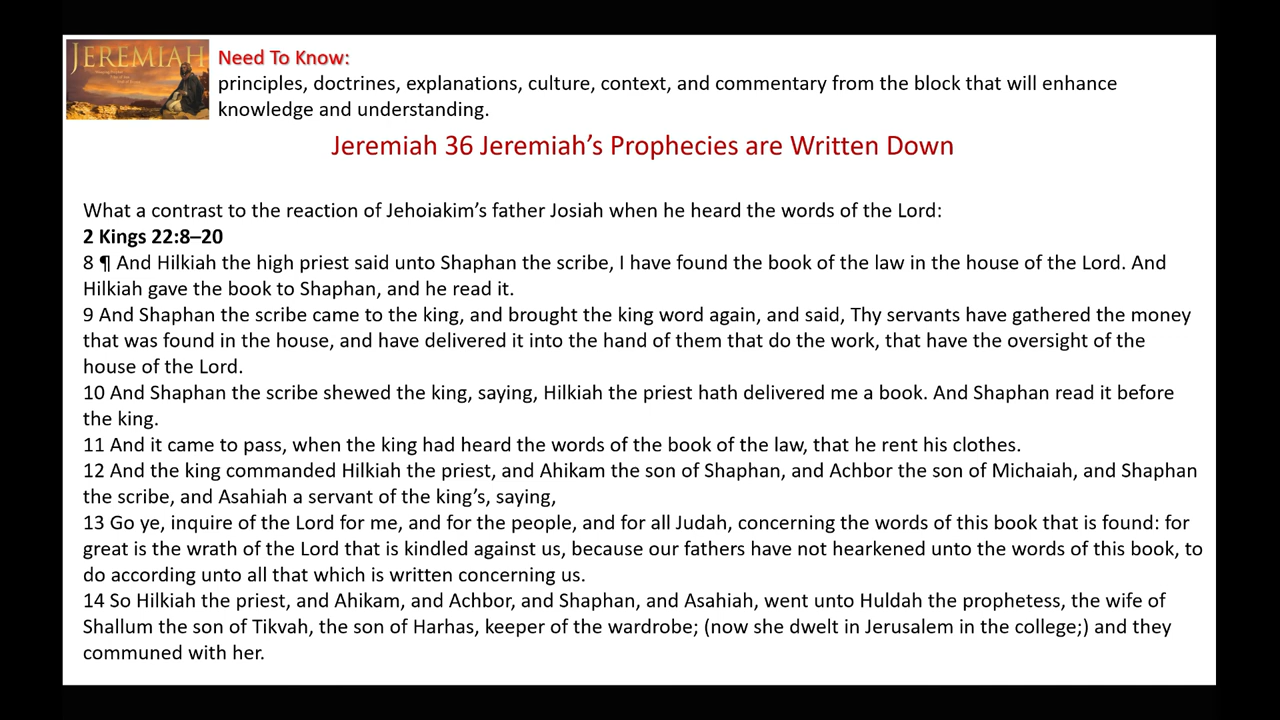 JEREMIAH
Need To Know:
principles, doctrines, explanations, culture, context, and commentary from the block that will enhance
knowledge and understanding.
Jeremiah 36 Jeremiah’s Prophecies are Written Down
What a contrast to the reaction of Jehoiakim’s father Josiah when he heard the words of the Lord:
2 Kings 22:8–20
8 ¶ And Hilkiah the high priest said unto Shaphan the scribe, I have found the book of the law in the house of the Lord. And
Hilkiah gave the book to Shaphan, and he read it.
9 And Shaphan the scribe came to the king, and brought the king word again, and said, Thy servants have gathered the money
that was found in the house, and have delivered it into the hand of them that do the work, that have the oversight of the
house of the Lord.
10 And Shaphan the scribe shewed the king, saying, Hilkiah the priest hath delivered me a book. And Shaphan read it before
the king.
11 And it came to pass, when the king had heard the words of the book of the law, that he rent his clothes.
12 And the king commanded Hilkiah the priest, and Ahikam the son of Shaphan, and Achbor the son of Michaiah, and Shaphan
the scribe, and Asahiah a servant of the king’s, saying,
13 Go ye, inquire of the Lord for me, and for the people, and for all Judah, concerning the words of this book that is found: for
great is the wrath of the Lord that is kindled against us, because our fathers have not hearkened unto the words of this book, to
do according unto all that which is written concerning us.
14 So Hilkiah the priest, and Ahikam, and Achbor, and Shaphan, and Asahiah, went unto Huldah the prophetess, the wife of
Shallum the son of Tikvah, the son of Harhas, keeper of the wardrobe; (now she dwelt in Jerusalem in the college;) and they
communed with her.